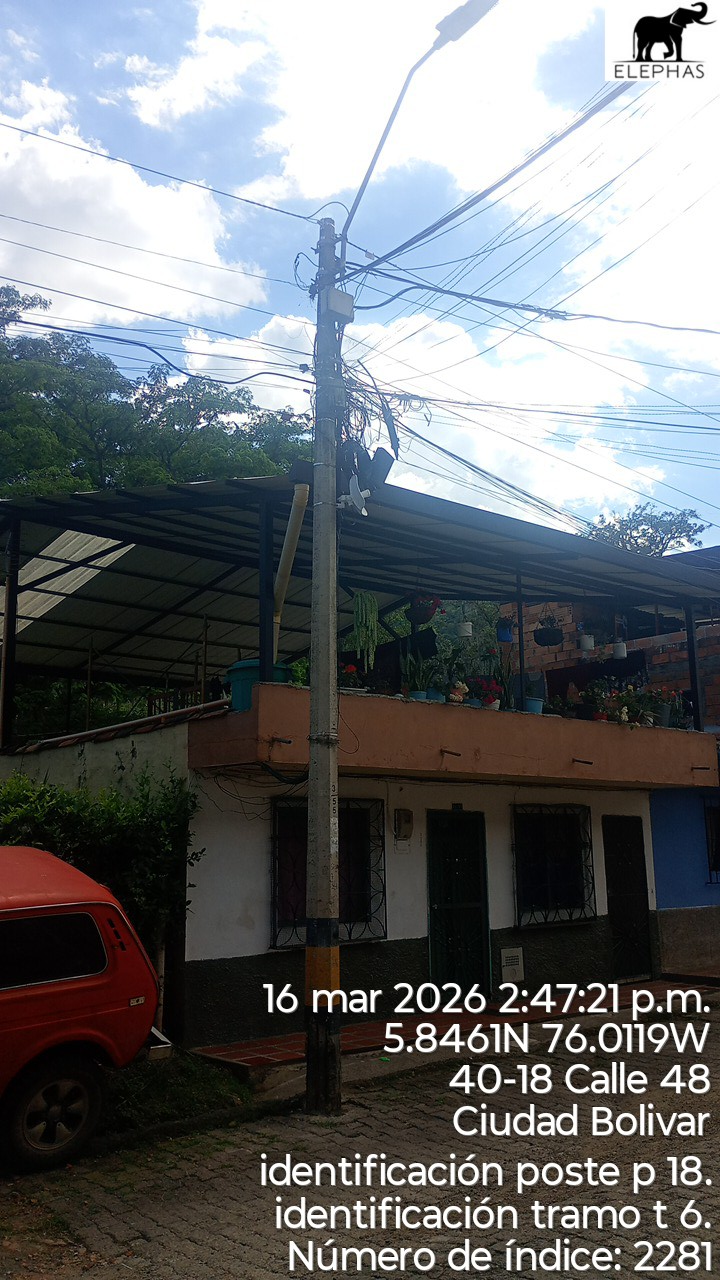 ELEPHAS
16 mar 2026 2:47:21 p.m.
5.8461N 76.0119W
40-18 Calle 48
Ciudad Bolivar
identificación poste p 18.
identificación tramo t 6.
Número de índice: 2281